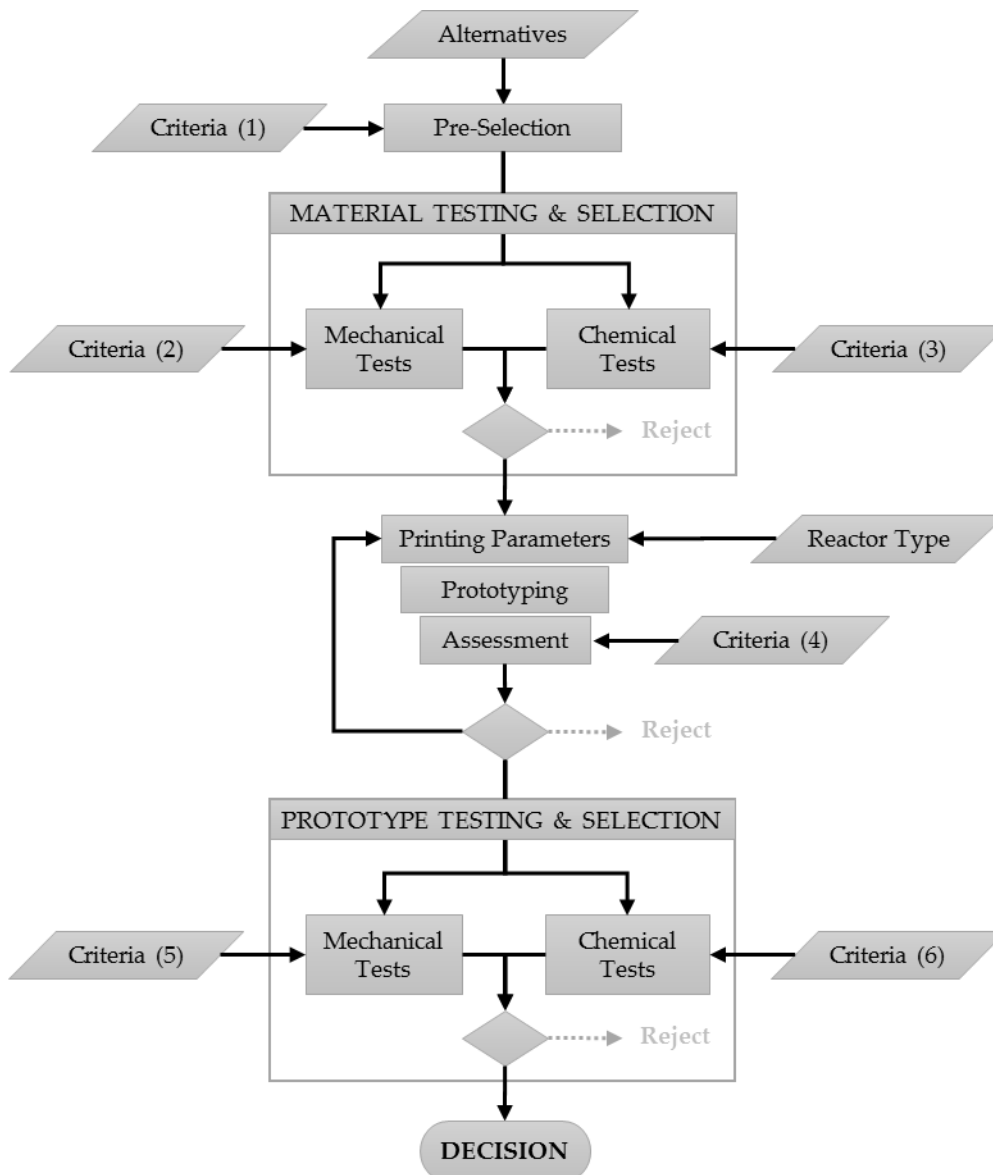 Alternatives
Criteria (1)
Pre-Selection
MATERIAL TESTING & SELECTION
Criteria (2)
Mechanical
Tests
Chemical
Tests
Criteria (3)
Reject
Printing Parameters
Reactor Type
Prototyping
Assessment
Criteria (4)
Reject
PROTOTYPE TESTING & SELECTION
Criteria (5)
Mechanical
Tests
Chemical
Tests
Criteria (6)
Reject
DECISION